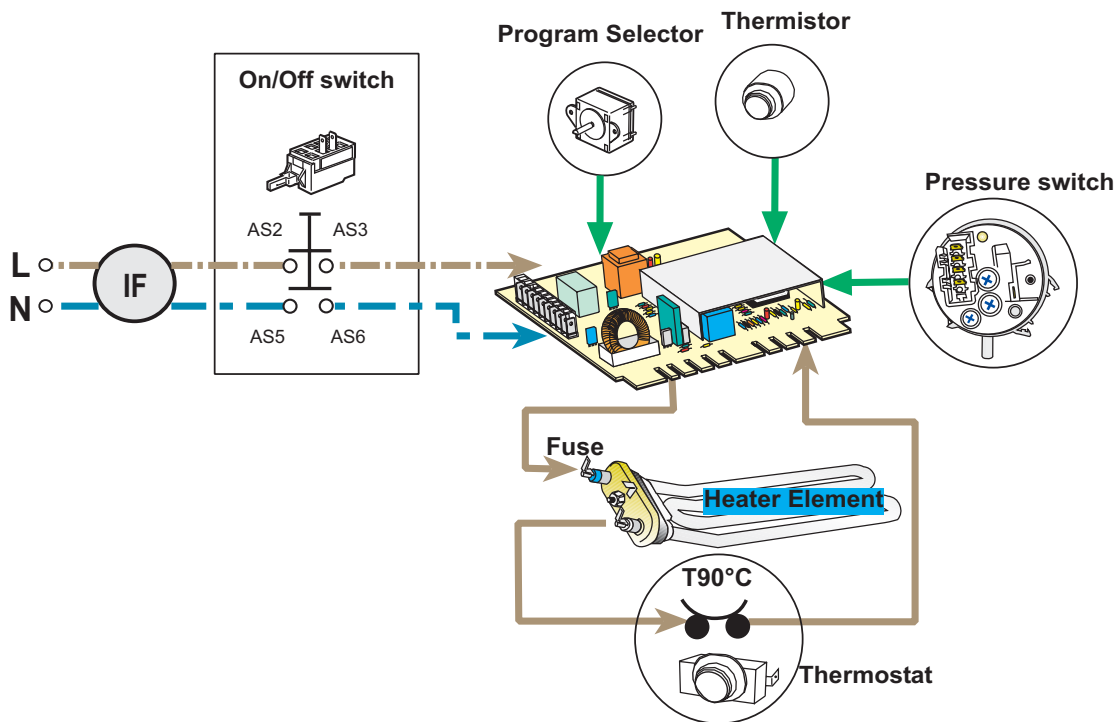 Program Selector
Thermistor
On/Off switch
Pressure switch
AS2
AS3
L
IF
N
AS5
AS6
Fuse
Heater Element
T90°C
Thermostat